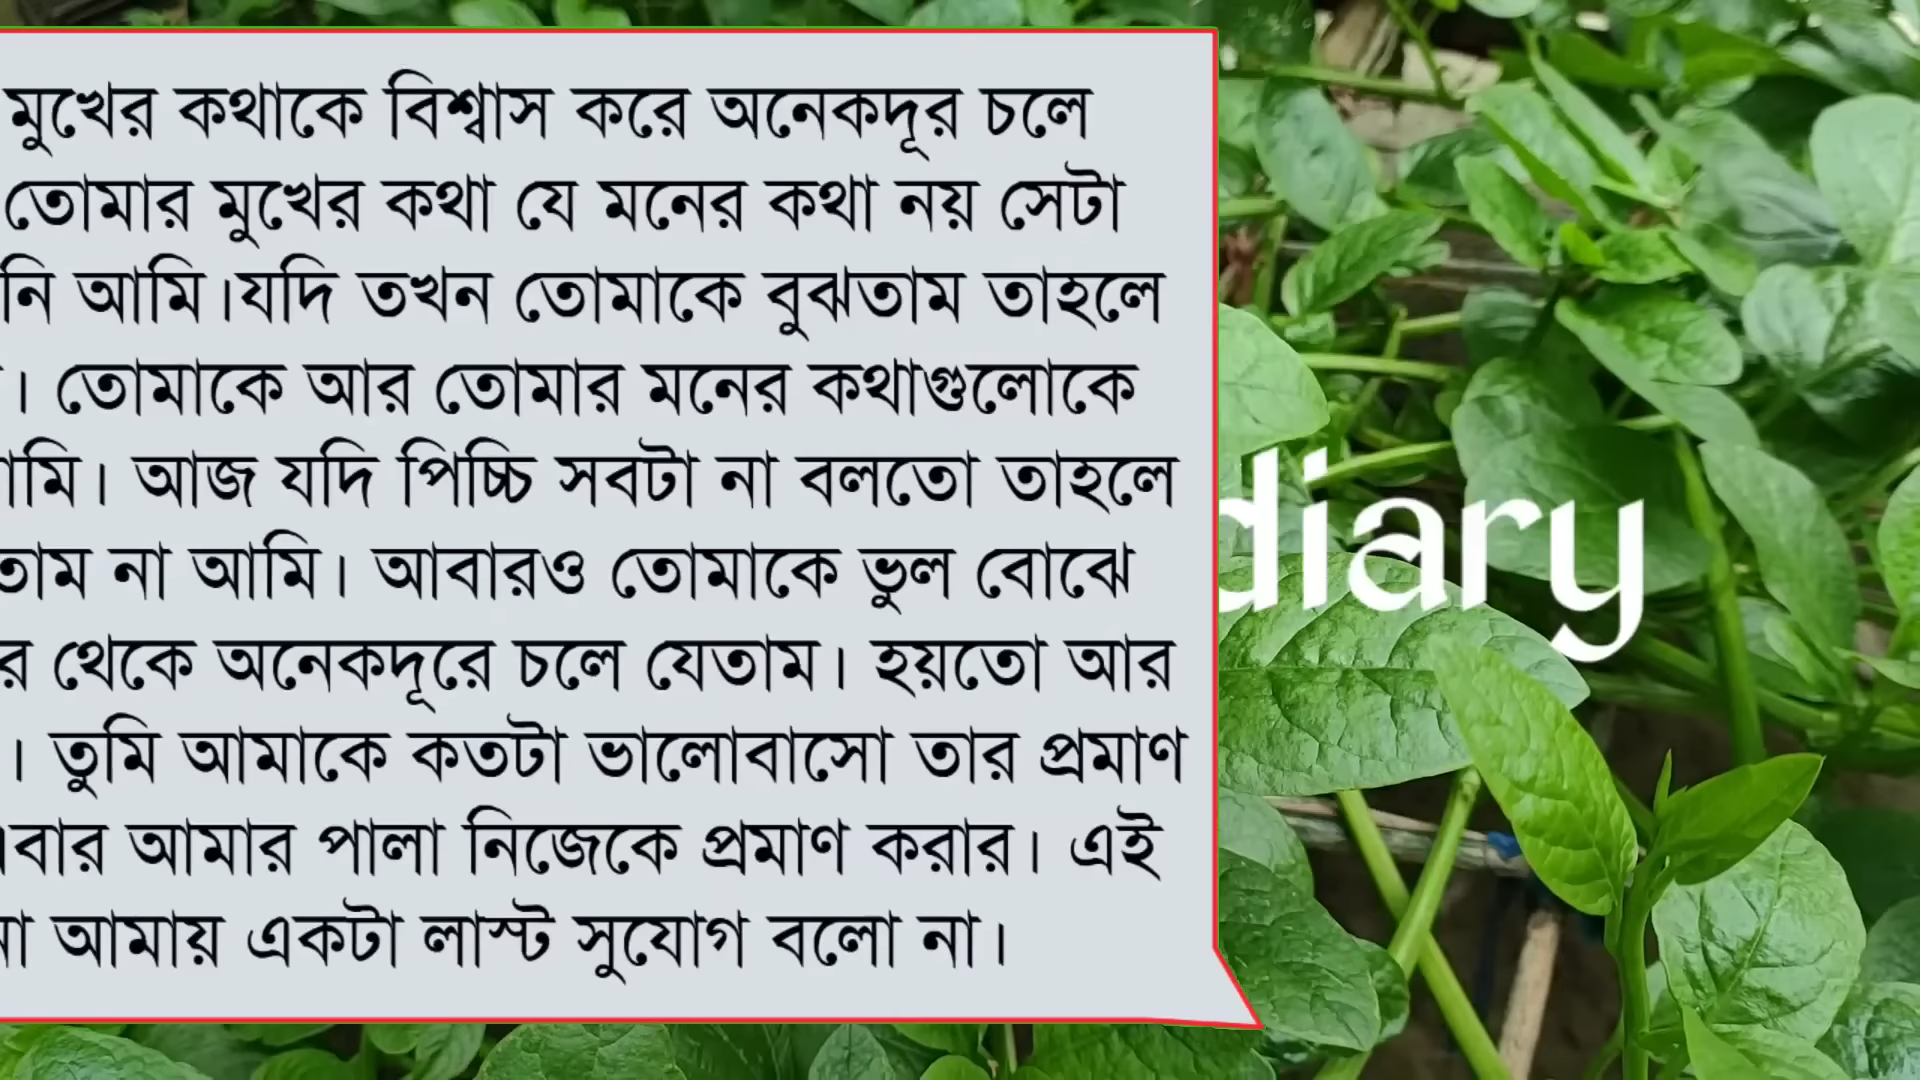 মুখের কথাকে বিশ্বাস করে অনেকদূর চলে
তোমার মুখের কথা যে মনের কথা নয় সেটা
আমি।যদি তখন তোমাকে বুঝতাম তাহলে
। তোমাকে আর তোমার মনের কথাগুলোকে
আজ যদি পিচ্চি সবটা না বলতো তাহলে
না আমি। আবারও তোমাকে ভুল বোঝে
থেকে অনেকদূরে চলে যেতাম। হয়তো আর
। তুমি আমাকে কতটা ভালোবাসো তার প্রমাণ
আমার পালা নিজেকে প্রমাণ করার। এই
আমায় একটা লাস্ট সুযোগ বলো না।
diary